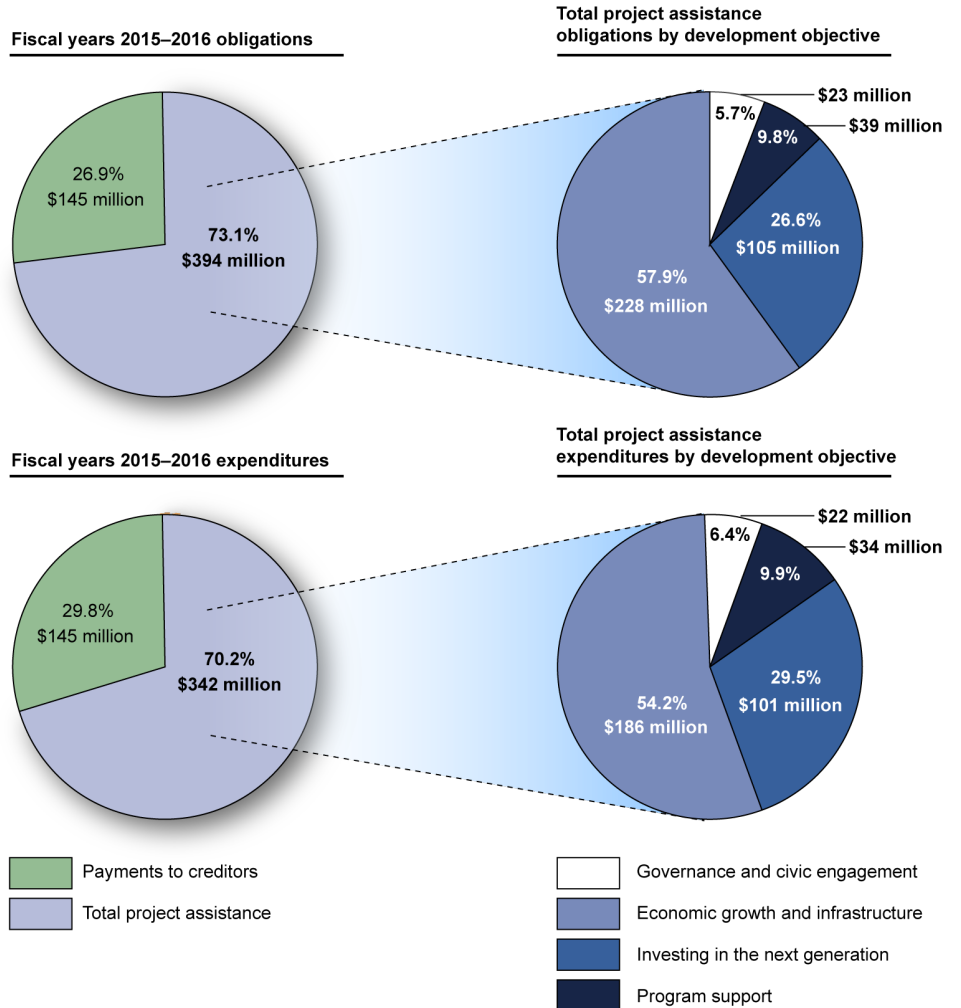 Fiscal years 2015–2016 obligations
Total project assistance
obligations by development objective
26.9%
$145 million
73.1%
$394 million
5.7%
$23 million
9.8%
$39 million
26.6%
$105 million
57.9%
$228 million
Fiscal years 2015–2016 expenditures
Total project assistance
expenditures by development objective
29.8%
$145 million
70.2%
$342 million
6.4%
$22 million
9.9%
$34 million
29.5%
$101 million
54.2%
$186 million
Payments to creditors
Total project assistance
Governance and civic engagement
Economic growth and infrastructure
Investing in the next generation
Program support